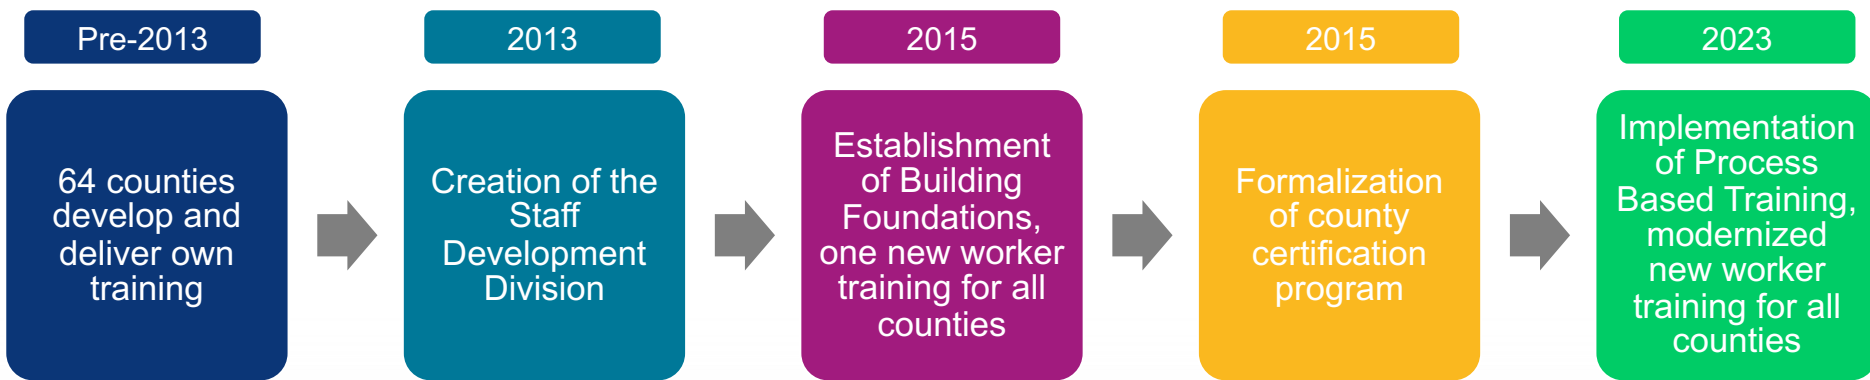 Pre-2013
64 counties
develop and
deliver own
training
2013
Creation of the
Staff
Development
Division
2015
Establishment
of Building
Foundations,
one new worker
training for all
counties
2015
Formalization
of county
certification
program
2023
Implementation
of Process
Based Training,
modernized
new worker
training for all
counties